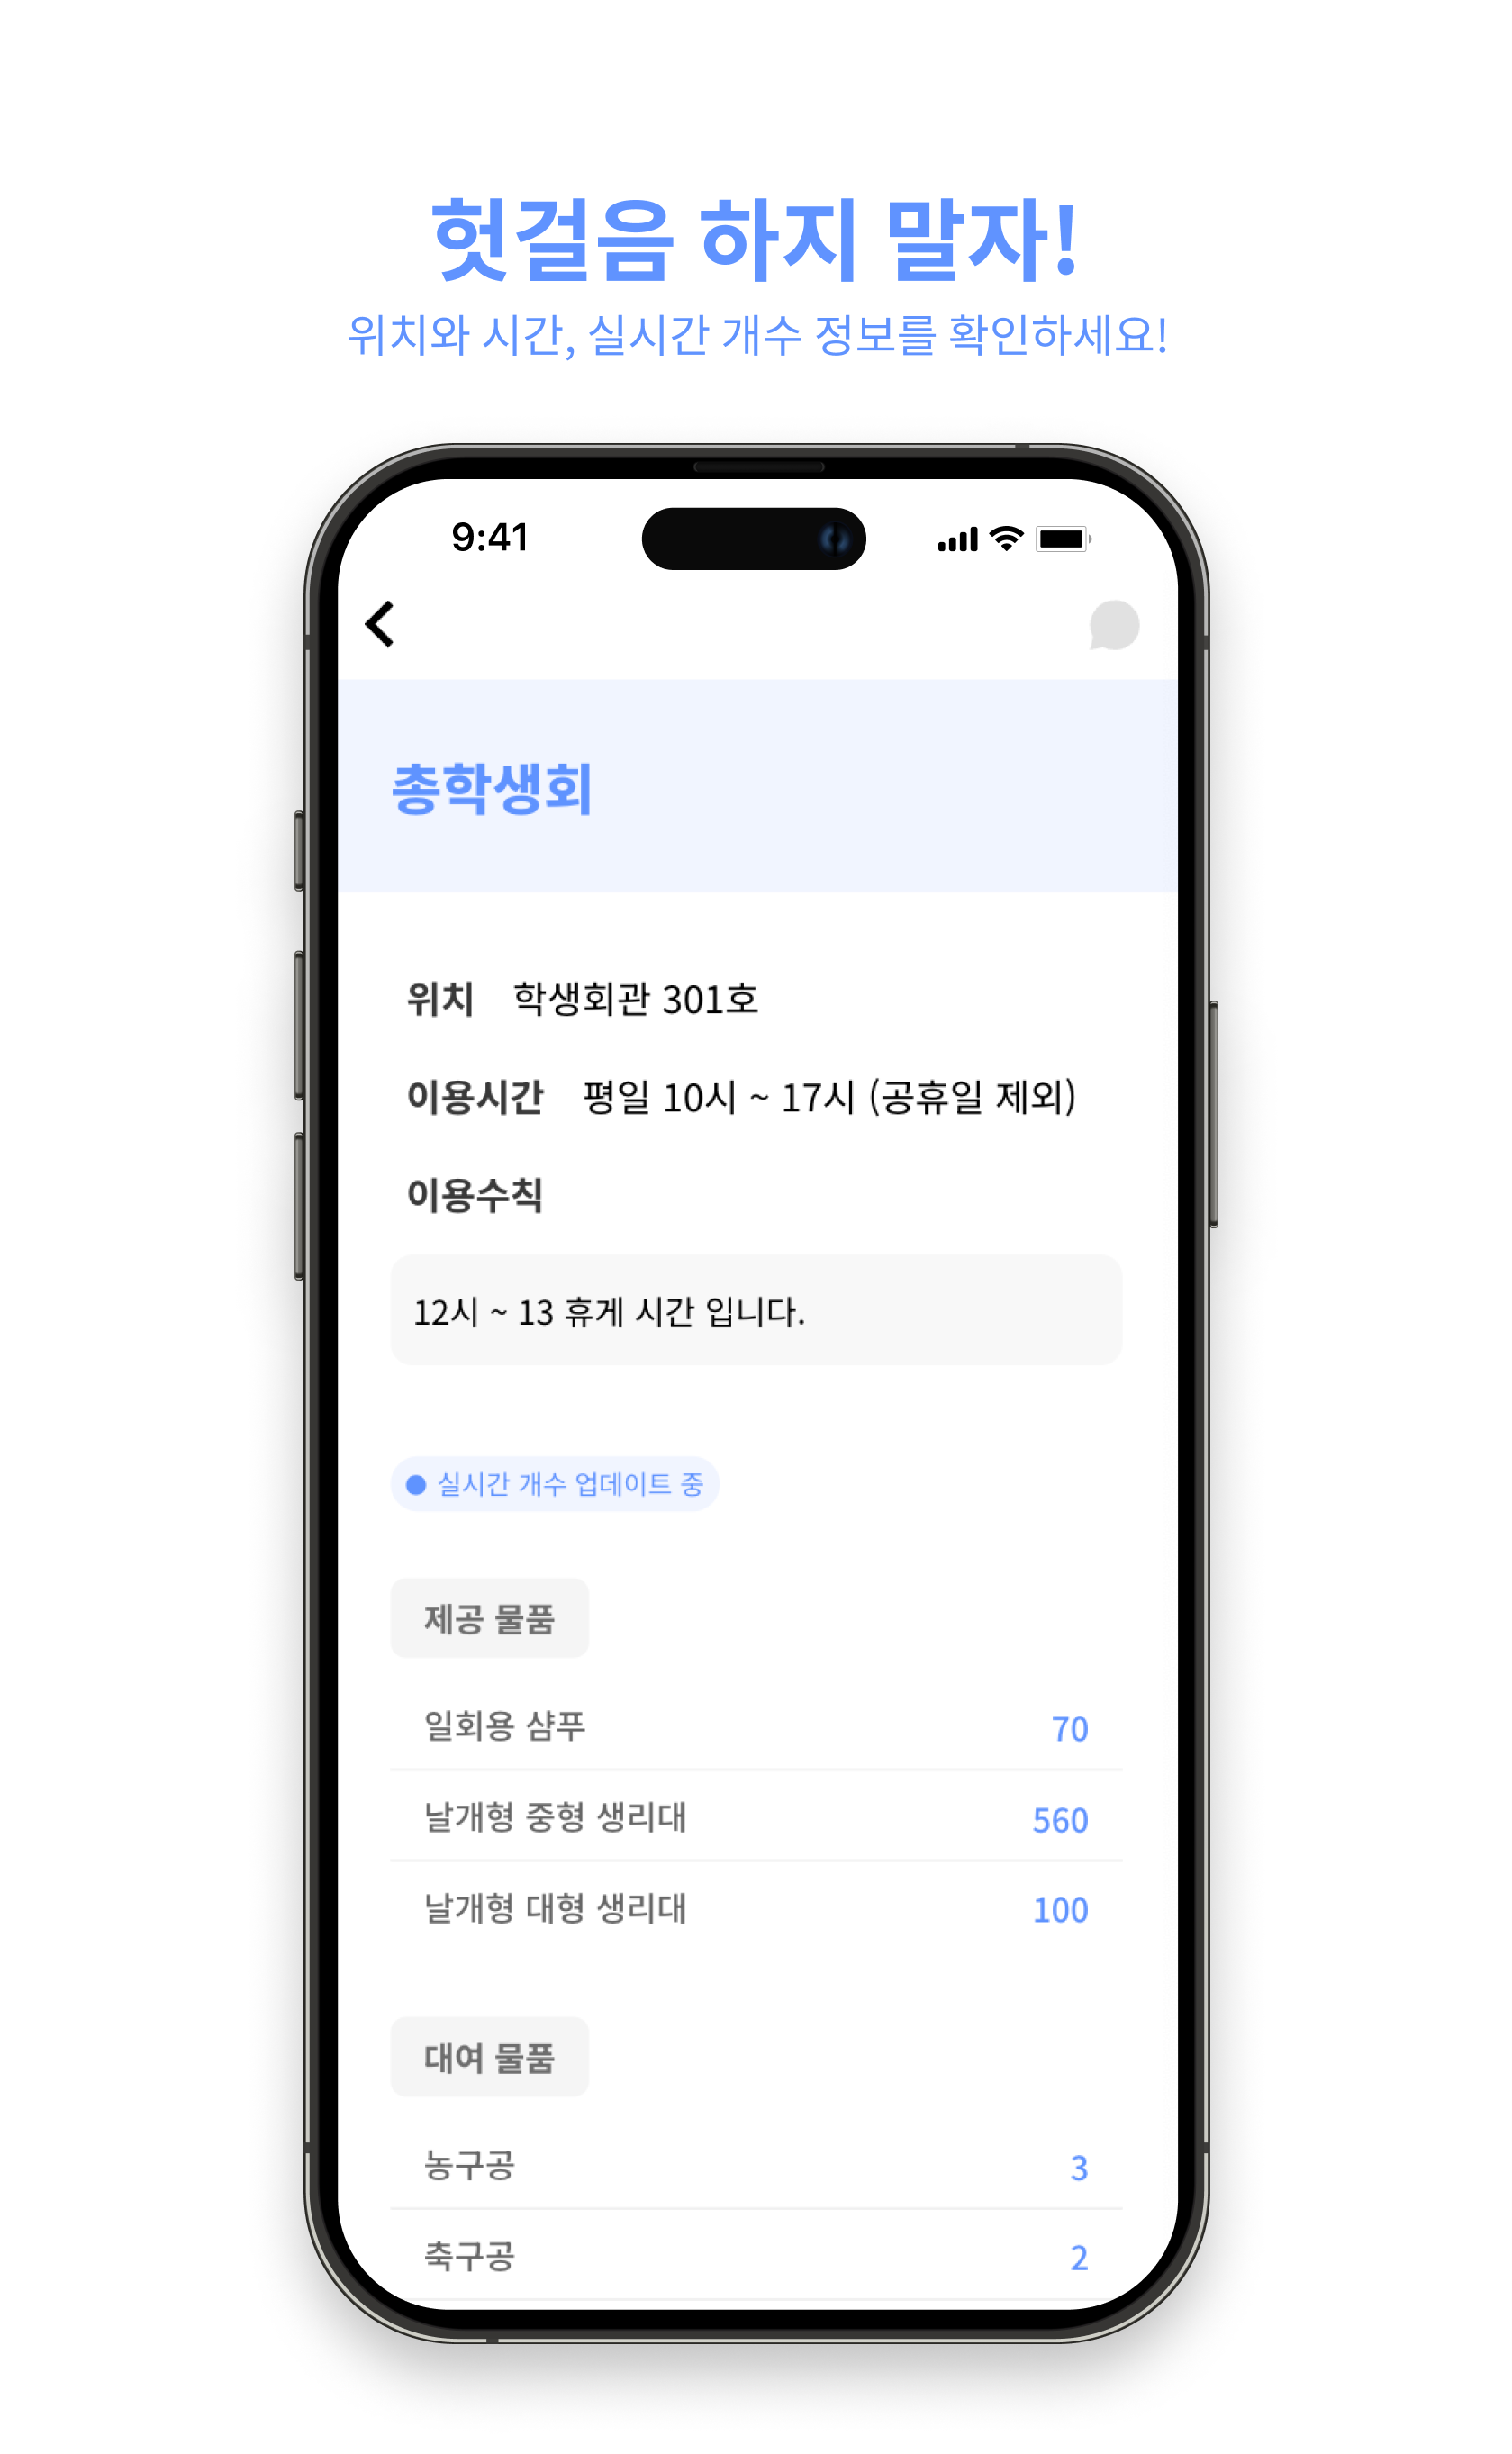 헛걸음 하지 말자!
위치와 시간, 실시간 개수 정보를 확인하세요!
9:41
총학생회
위치 학생회관 301호
이용시간 평일 10시 ~ 17시 (공휴일 제외)
이용수칙
12시 ~ 13 휴게 시간 입니다.
실시간 개수 업데이트 중
제공 물품
일회용 샴푸 70
날개형 중형 생리대 560
날개형 대형 생리대 100
대여 물품
농구공 3
축구공 2